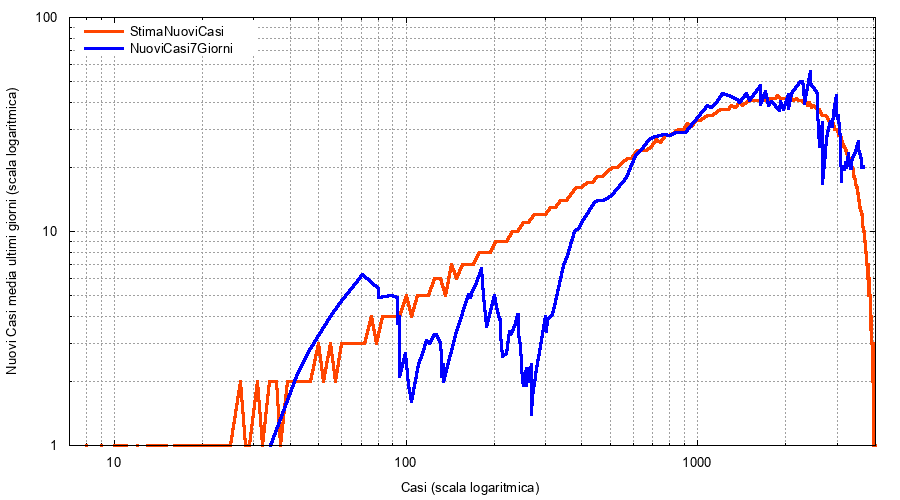 100
StimaNuoviCasi
NuoviCasi7Giorni
Nuovi Casi media ultimi giorni (scala logaritmica)
10
1
10
100
1000
Casi (scala logaritmica)